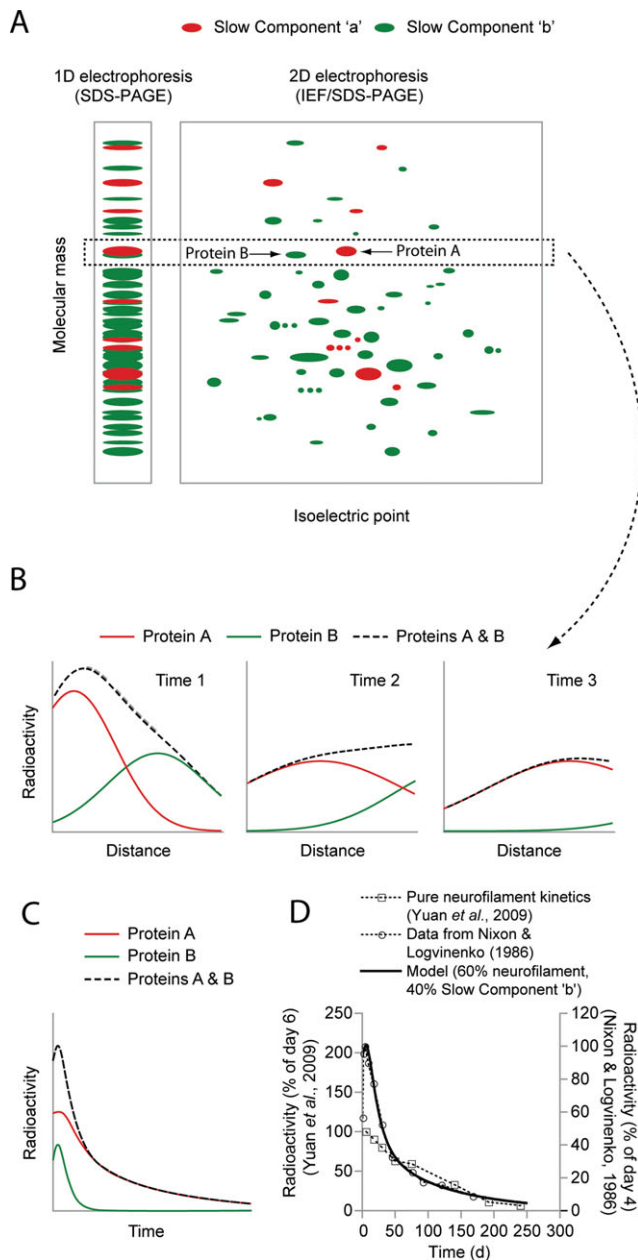 A
Slow Component 'a'
Slow Component 'b'
1D electrophoresis
(SDS-PAGE)
2D electrophoresis
(IEF/SDS-PAGE)
Molecular mass
Protein B
Protein A
Isoelectric point
B
Protein A
Protein B
Proteins A & B
Time 1
Time 2
Time 3
Radioactivity
Distance
Distance
Distance
C
Protein A
Protein B
Proteins A & B
Radioactivity
Time
D
Pure neurofilament kinetics
(Yuan et al., 2009)
Data from Nixon &
Logvinenko (1986)
Model (60% neurofilament,
40% Slow Component 'b')
Radioactivity (% of day 6)
(Yuan et al., 2009)
250
200
150
100
50
0
120
100
80
60
40
20
0
Radioactivity (% of day 4)
(Nixon & Logvinenko, 1986)
0 50 100 150 200 250 300
Time (d)